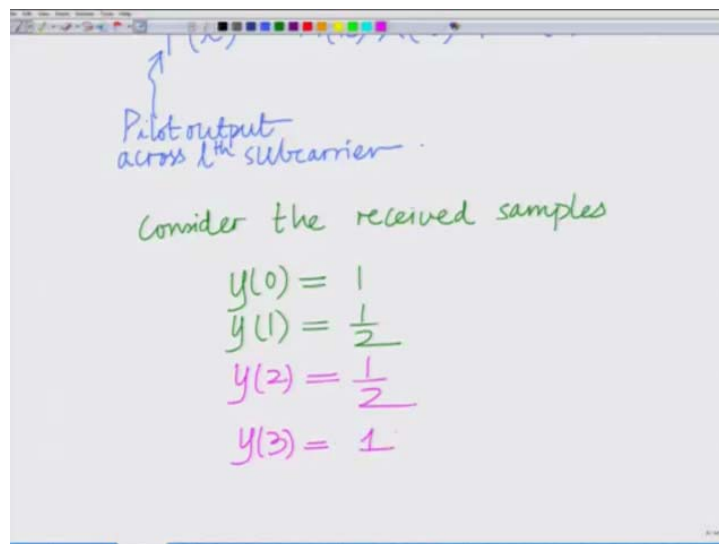 Pilot output
across lth subcarrier.
Consider the received samples
y(0) = 1
y(1) = 1/2
y(2) = 1/2
y(3) = 1